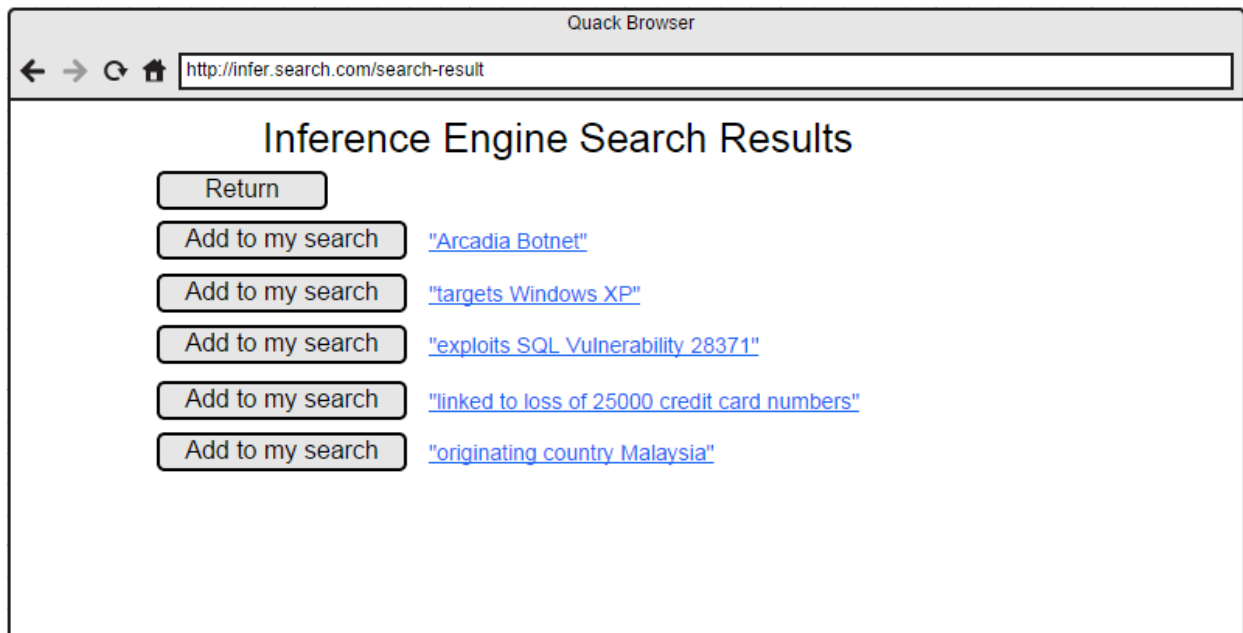 Quack Browser
http://infer.search.com/search-result
Inference Engine Search Results
Return
Add to my search "Arcadia Botnet"
Add to my search "targets Windows XP"
Add to my search "exploits SQL Vulnerability 28371"
Add to my search "linked to loss of 25000 credit card numbers"
Add to my search "originating country Malaysia"